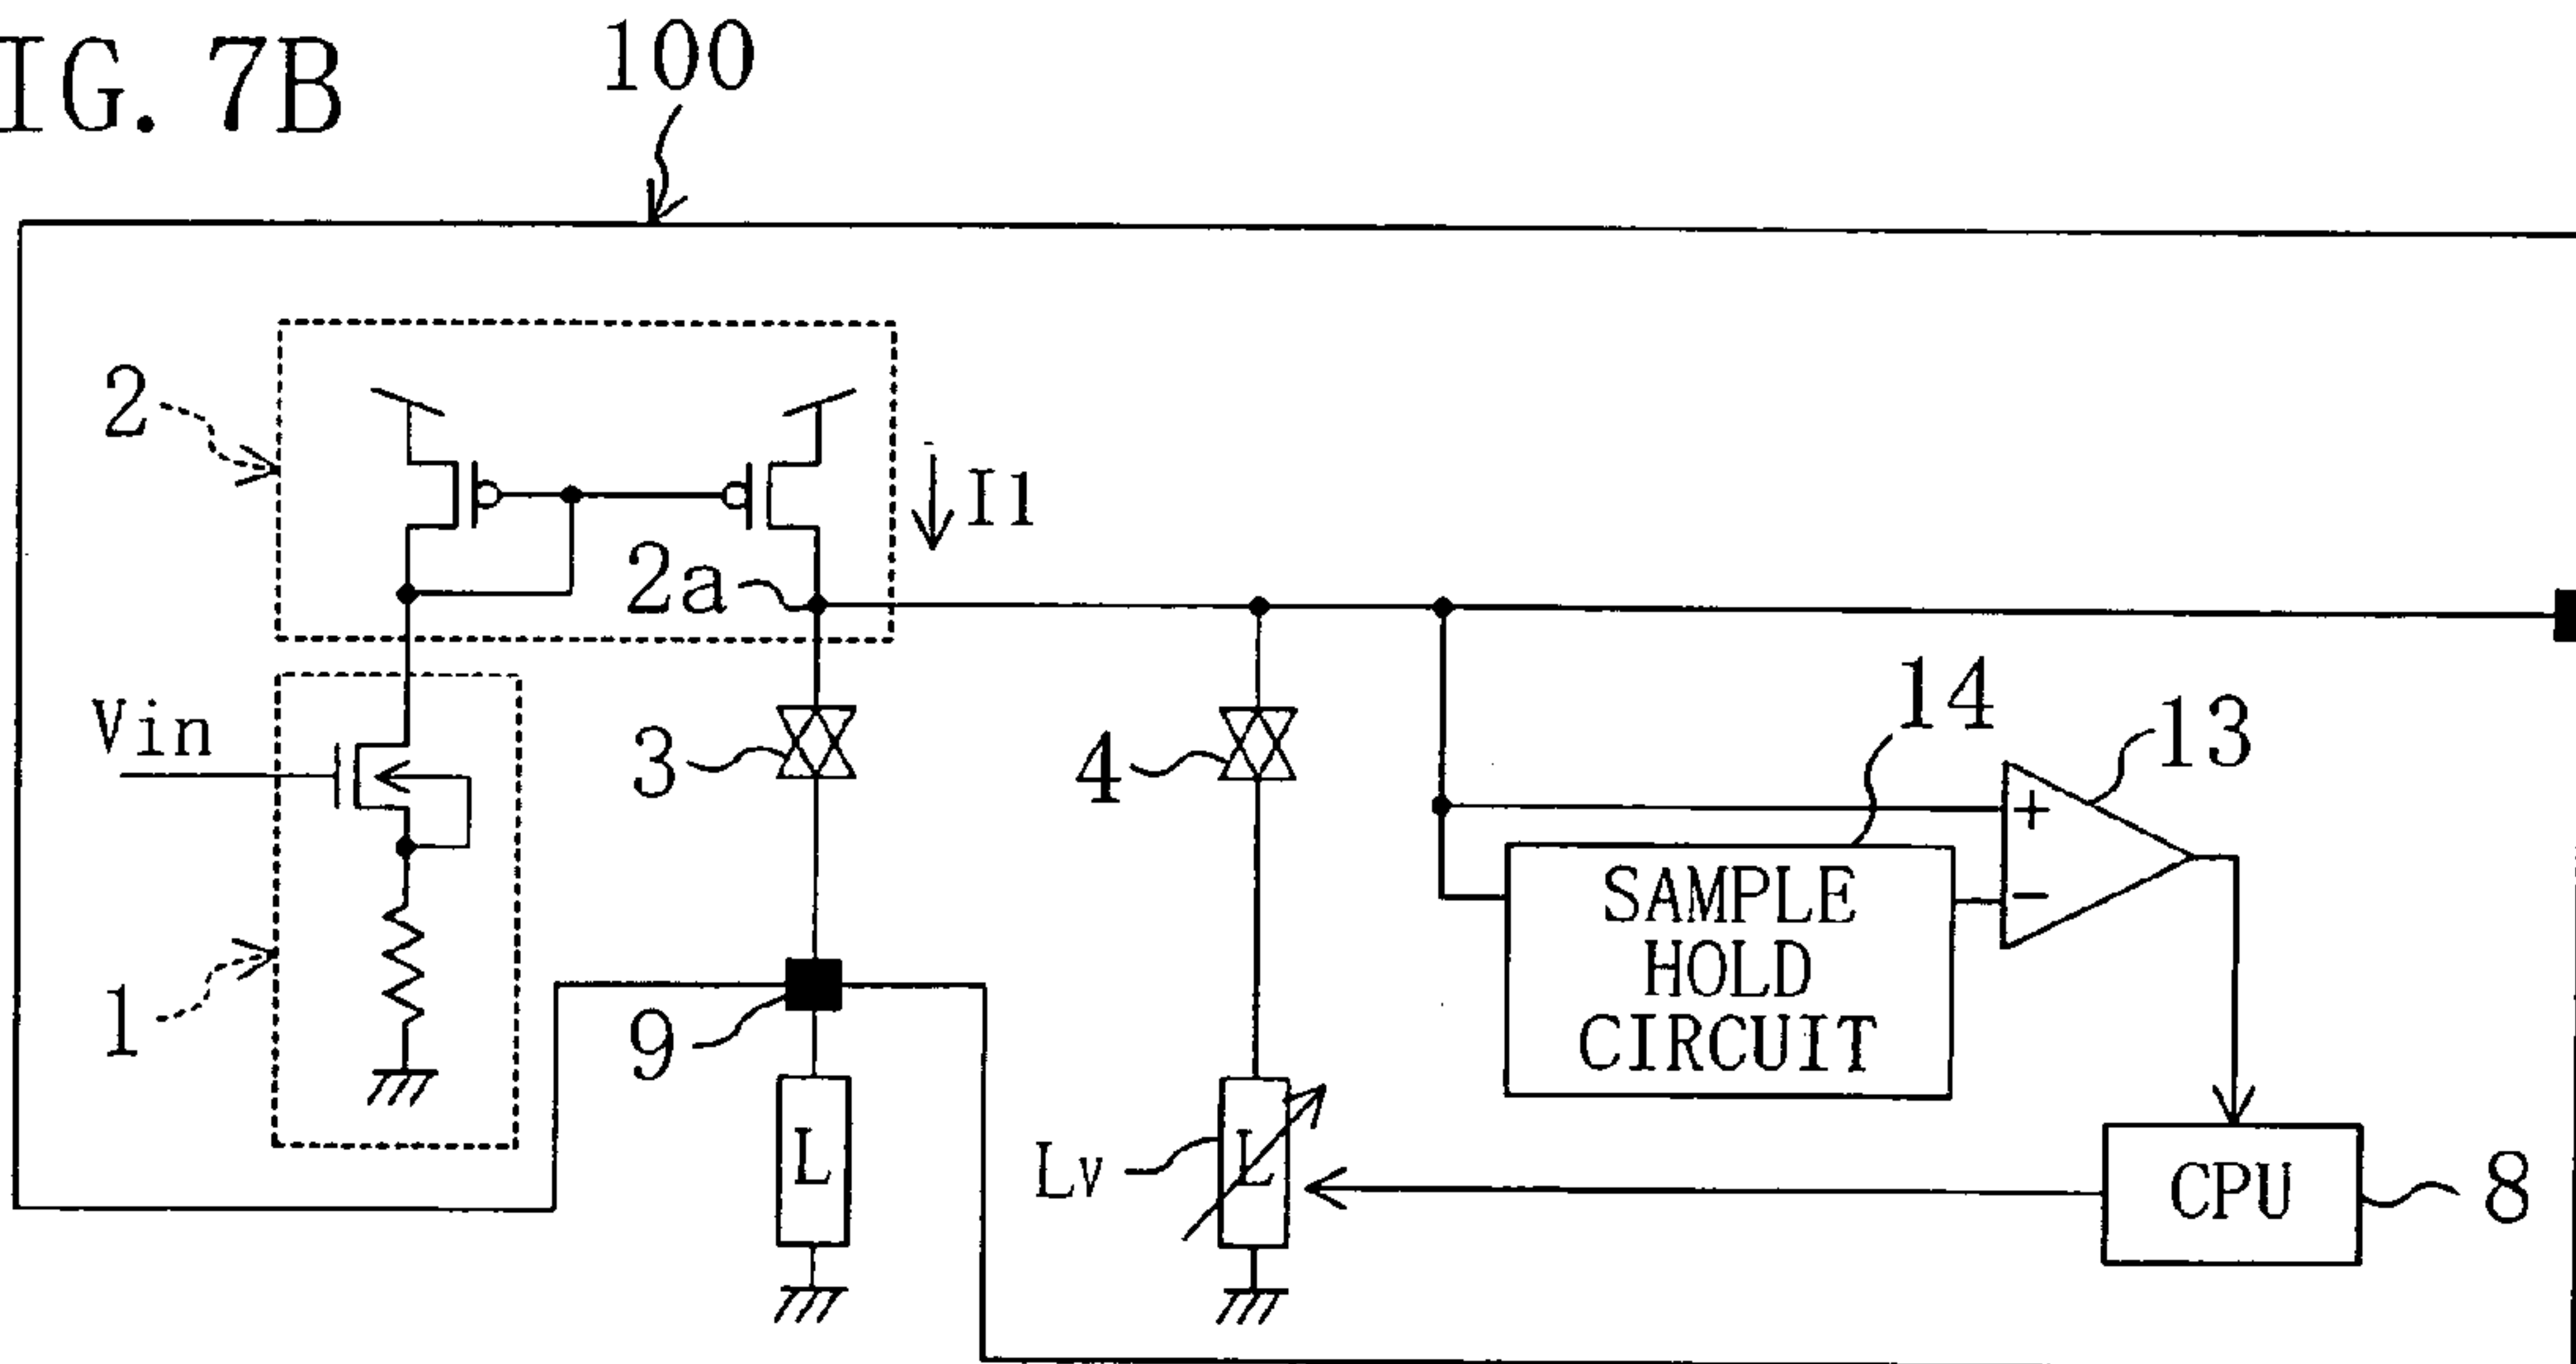 IG. 7B
100
2
I1
2a
Vin
3
4
14
13
+
−
SAMPLE
HOLD
CIRCUIT
1
9
L
Lv
L
CPU
8